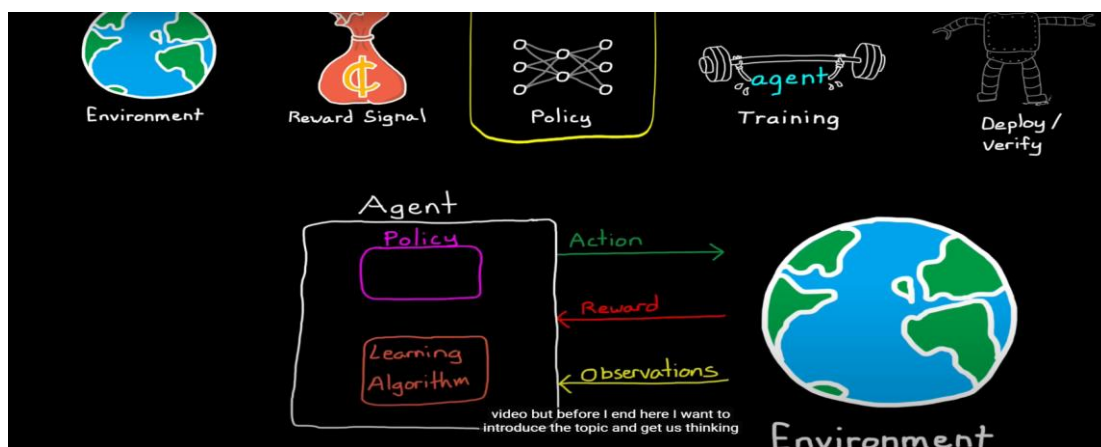 Environment
Reward Signal
Policy
agent
Training
Deploy /
Verify
Agent
Policy
Action
Reward
Learning
Algorithm
Observations
video but before I end here I want to
introduce the topic and get us thinking
Environment